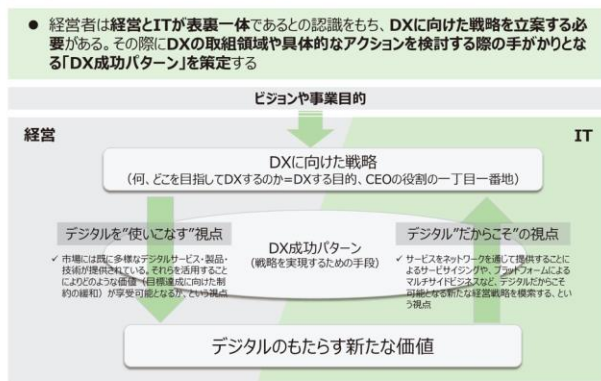 ● 経営者は経営とITが表裏一体であるとの認識をもち、DXに向けた戦略を立案する必
要がある。その際にDXの取組領域や具体的なアクションを検討する際の手がかりとな
る「DX成功パターン」を策定する
ビジョンや事業目的
経営
IT
DXに向けた戦略
(何、どこを目指してDXするのか=DXする目的、CEOの役割の一丁目一番地)
デジタルを"使いこなす"視点
✓ 市場には既に多様なデジタルサービス・製品・
技術が提供されている。それらを活用すること
によりどのような価値(目標達成に向けた制
約の緩和)が享受可能となるか、という視点
DX成功パターン
(戦略を実現するための手段)
デジタル"だからこそ"の視点
✓ サービスをネットワークを通じて提供することに
よるサービサイジングや、プラットフォームによる
マルチサイドビジネスなど、デジタルだからこそ
可能となる新たな経営戦略を模索する、とい
う視点
デジタルのもたらす新たな価値